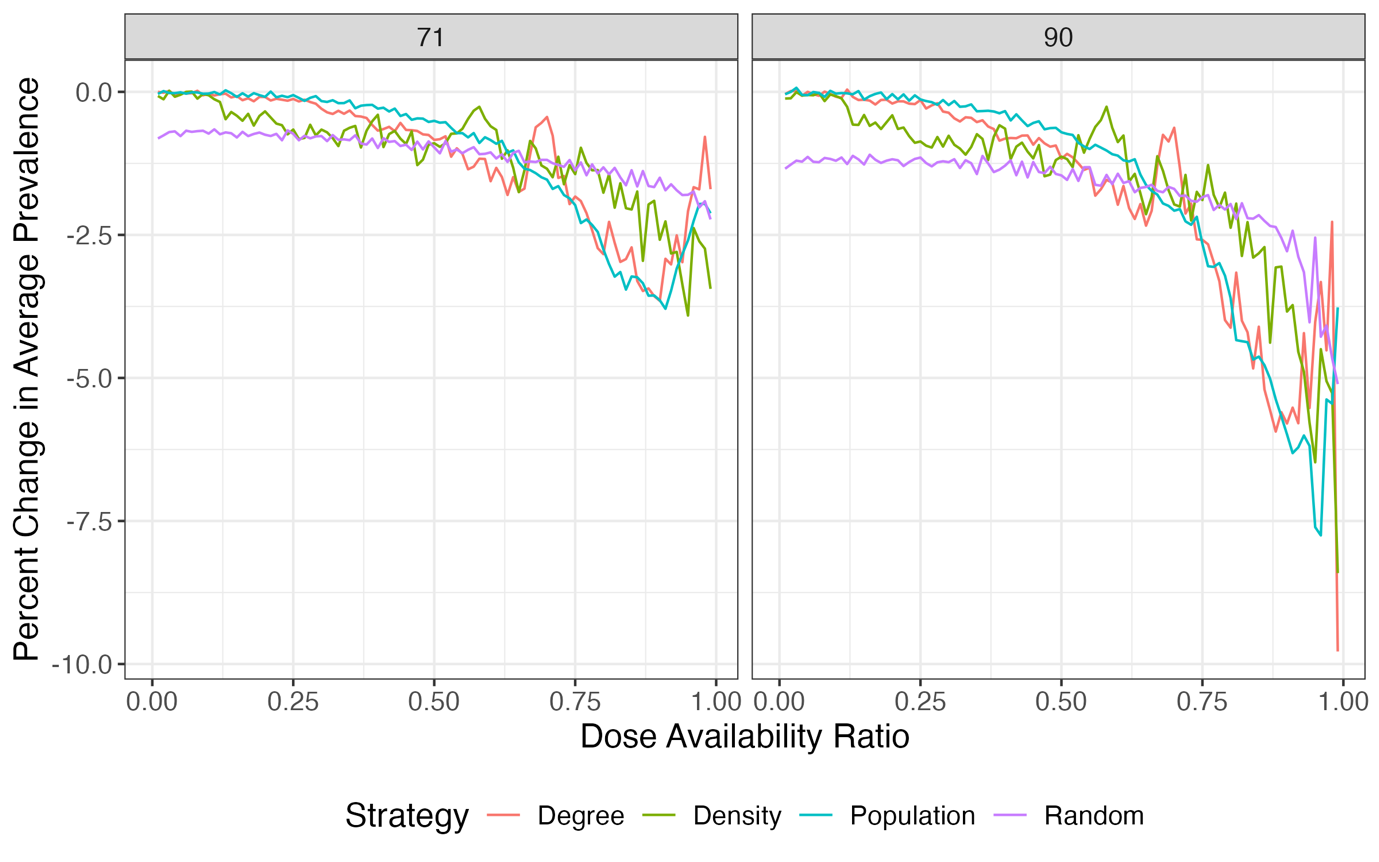 71 90
Percent Change in Average Prevalence
0.0
-2.5
-5.0
-7.5
-10.0
0.00 0.25 0.50 0.75 1.00 0.00 0.25 0.50 0.75 1.00
Dose Availability Ratio
Strategy Degree Density Population Random